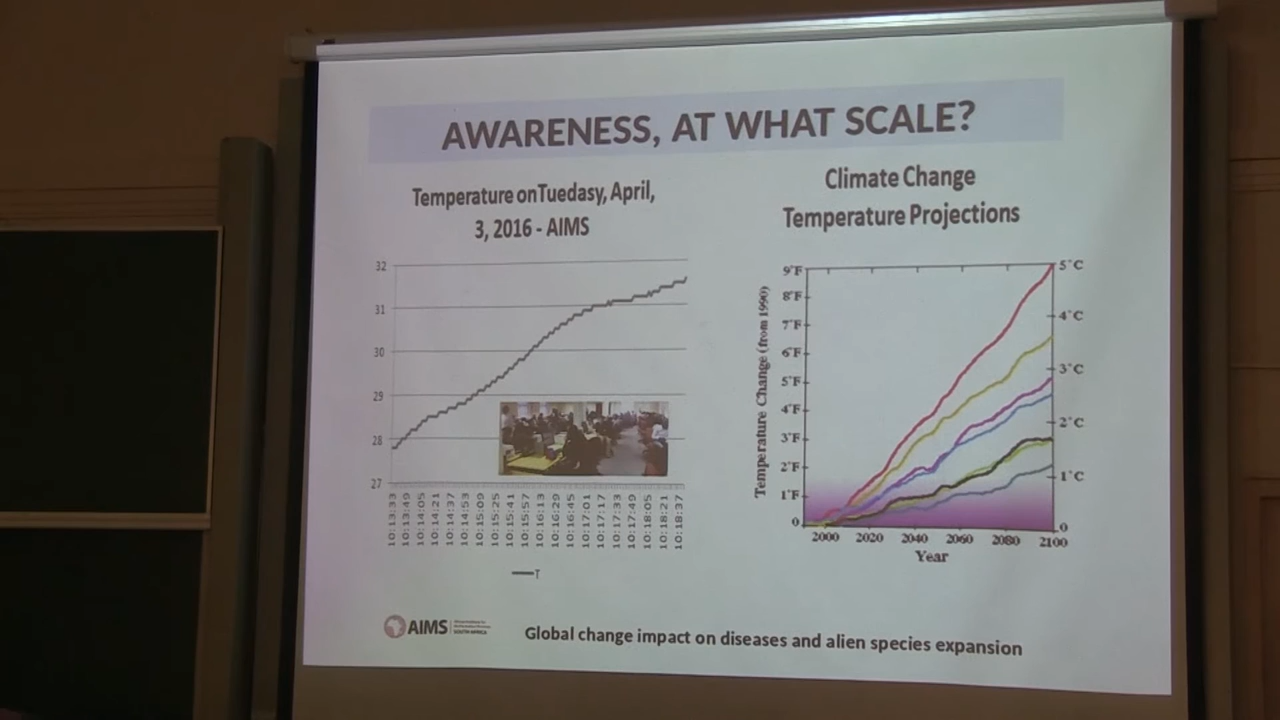 AWARENESS, AT WHAT SCALE?
Temperature on Tuedasy, April,
3, 2016 - AIMS
32
31
30
29
28
27
10:13:33
10:13:49
10:14:05
10:14:21
10:14:37
10:14:53
10:15:09
10:15:25
10:15:41
10:15:57
10:16:13
10:16:29
10:16:45
10:17:01
10:17:17
10:17:33
10:17:49
10:18:05
10:18:21
10:18:37
T
Climate Change
Temperature Projections
Temperature Change (from 1990)
9°F
8°F
7°F
6°F
5°F
4°F
3°F
2°F
1°F
0
5°C
4°C
3°C
2°C
1°C
0
2000 2020 2040 2060 2080 2100
Year
AIMS
SOUTH AFRICA
Global change impact on diseases and alien species expansion